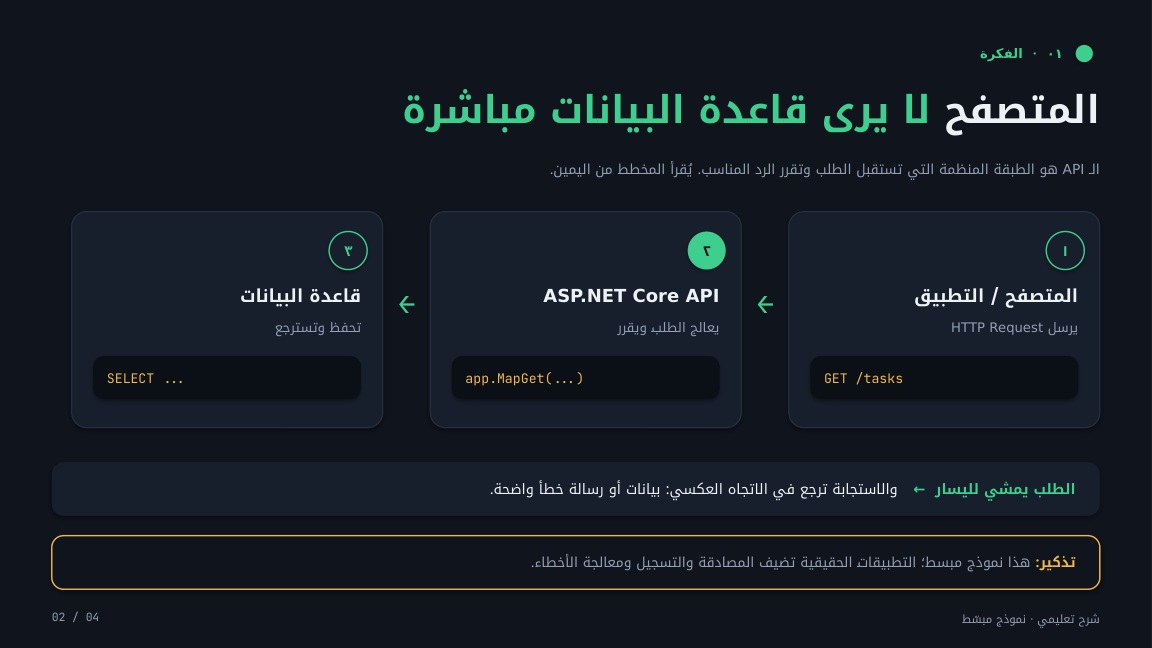 ٠١ · الفكرة
المتصفح لا يرى قاعدة البيانات مباشرة
الـ API هو الطبقة المنظمة التي تستقبل الطلب وتقرر الرد المناسب. يُقرأ المخطط من اليمين.
١
المتصفح / التطبيق
يرسل HTTP Request
GET /tasks
←
٢
ASP.NET Core API
يعالج الطلب ويقرر
app.MapGet(...)
←
٣
قاعدة البيانات
تحفظ وتسترجع
SELECT ...
الطلب يمشي لليسار ← والاستجابة ترجع في الاتجاه العكسي: بيانات أو رسالة خطأ واضحة.
تذكير: هذا نموذج مبسط؛ التطبيقات الحقيقية تضيف المصادقة والتسجيل ومعالجة الأخطاء.
شرح تعليمي · نموذج مبسّط
02 / 04